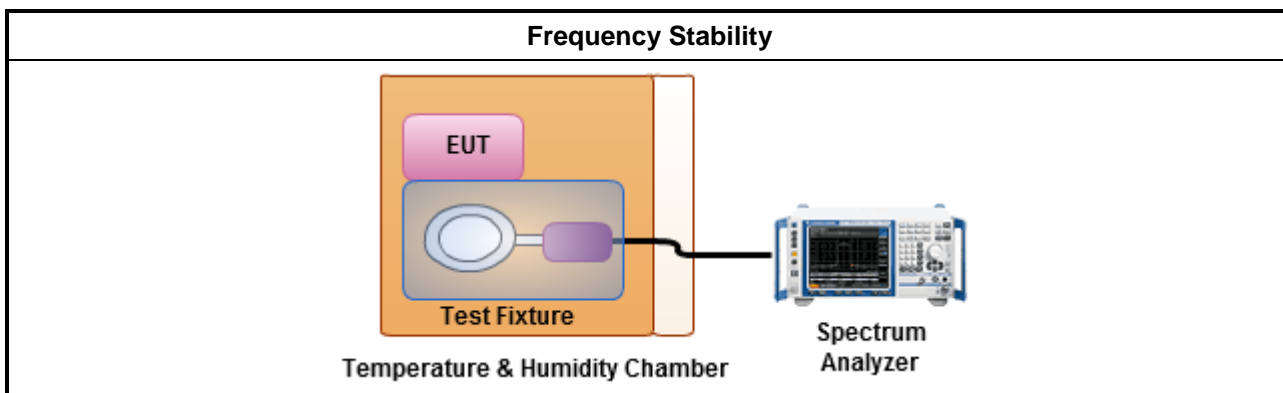 Frequency Stability
EUT
Test Fixture
Temperature & Humidity Chamber
Spectrum
Analyzer